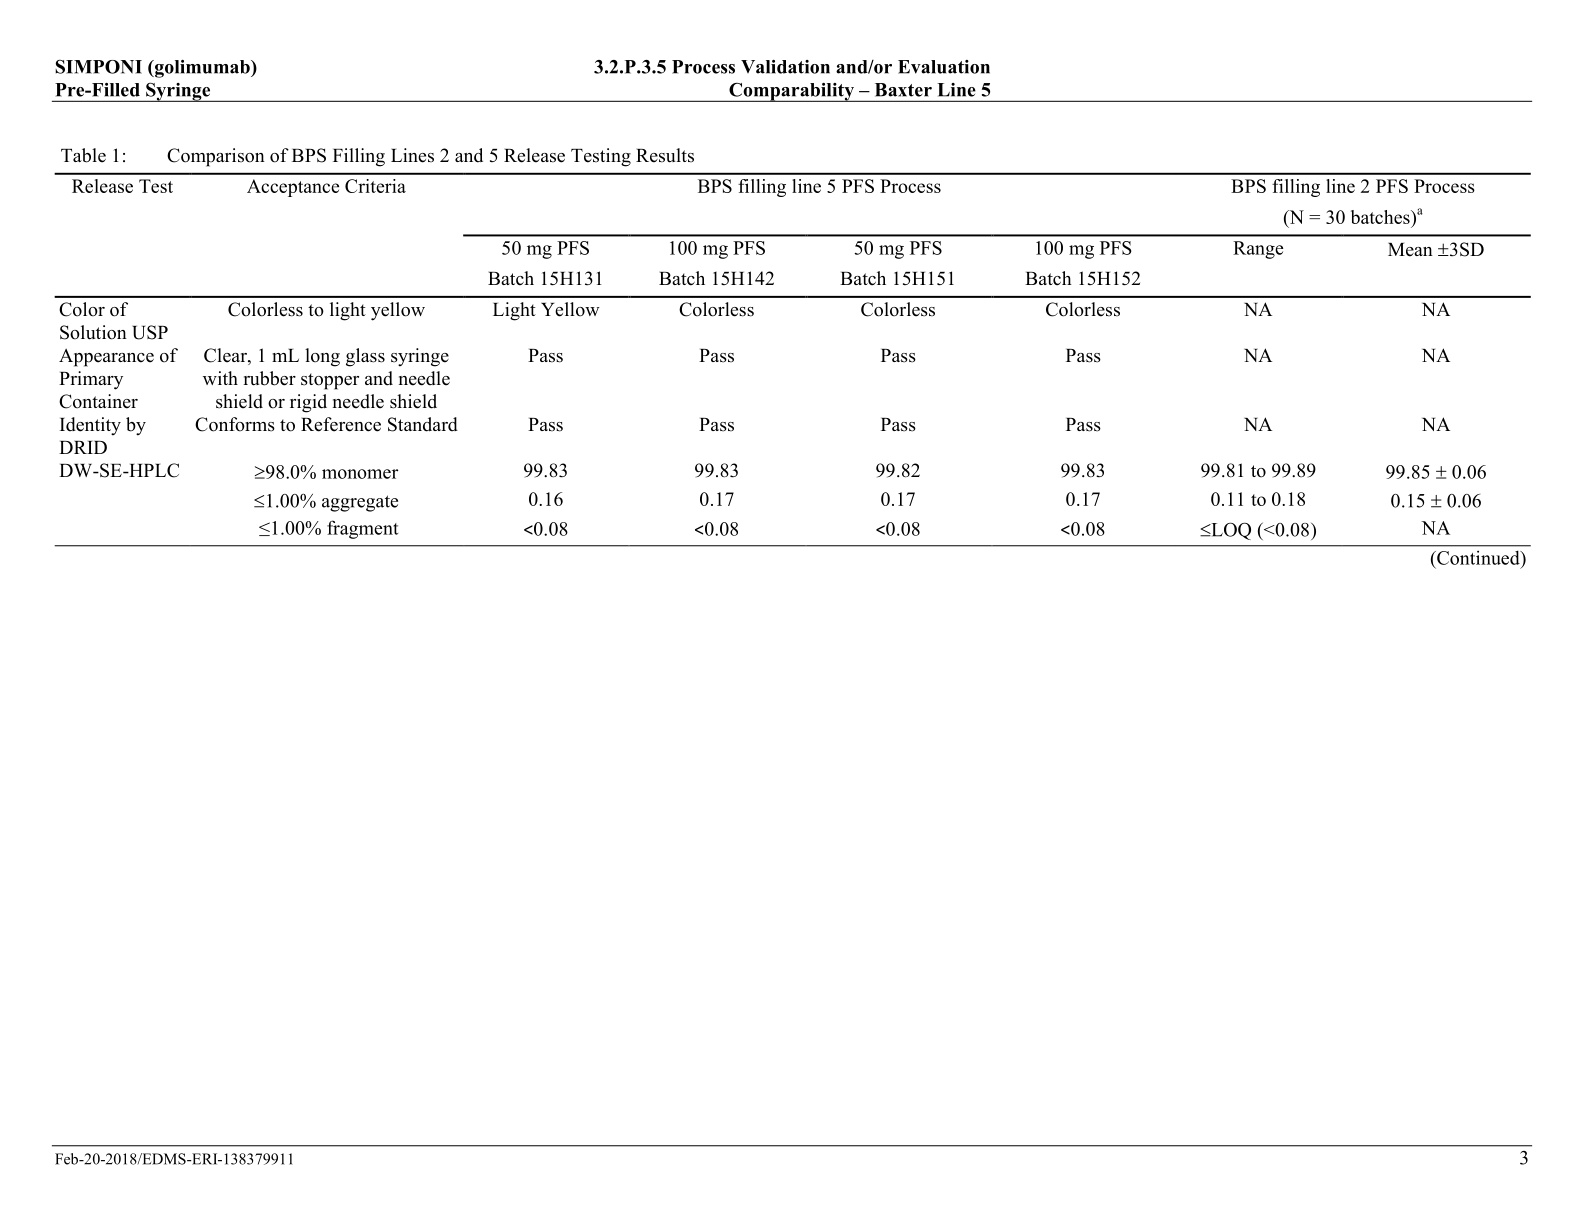 SIMPONI (golimumab) 3.2.P.3.5 Process Validation and/or Evaluation
Pre-Filled Syringe Comparability – Baxter Line 5
Table 1: Comparison of BPS Filling Lines 2 and 5 Release Testing Results
Release Test Acceptance Criteria BPS filling line 5 PFS Process BPS filling line 2 PFS Process
(N = 30 batches)a
50 mg PFS 100 mg PFS 50 mg PFS 100 mg PFS Range Mean ±3SD
Batch 15H131 Batch 15H142 Batch 15H151 Batch 15H152
Color of Colorless to light yellow Light Yellow Colorless Colorless Colorless NA NA
Solution USP
Appearance of Clear, 1 mL long glass syringe Pass Pass Pass Pass NA NA
Primary with rubber stopper and needle
Container shield or rigid needle shield
Identity by Conforms to Reference Standard Pass Pass Pass Pass NA NA
DRID
DW-SE-HPLC ≥98.0% monomer 99.83 99.83 99.82 99.83 99.81 to 99.89 99.85 ± 0.06
≤1.00% aggregate 0.16 0.17 0.17 0.17 0.11 to 0.18 0.15 ± 0.06
≤1.00% fragment <0.08 <0.08 <0.08 <0.08 ≤LOQ (<0.08) NA
(Continued)
Feb-20-2018/EDMS-ERI-138379911 3